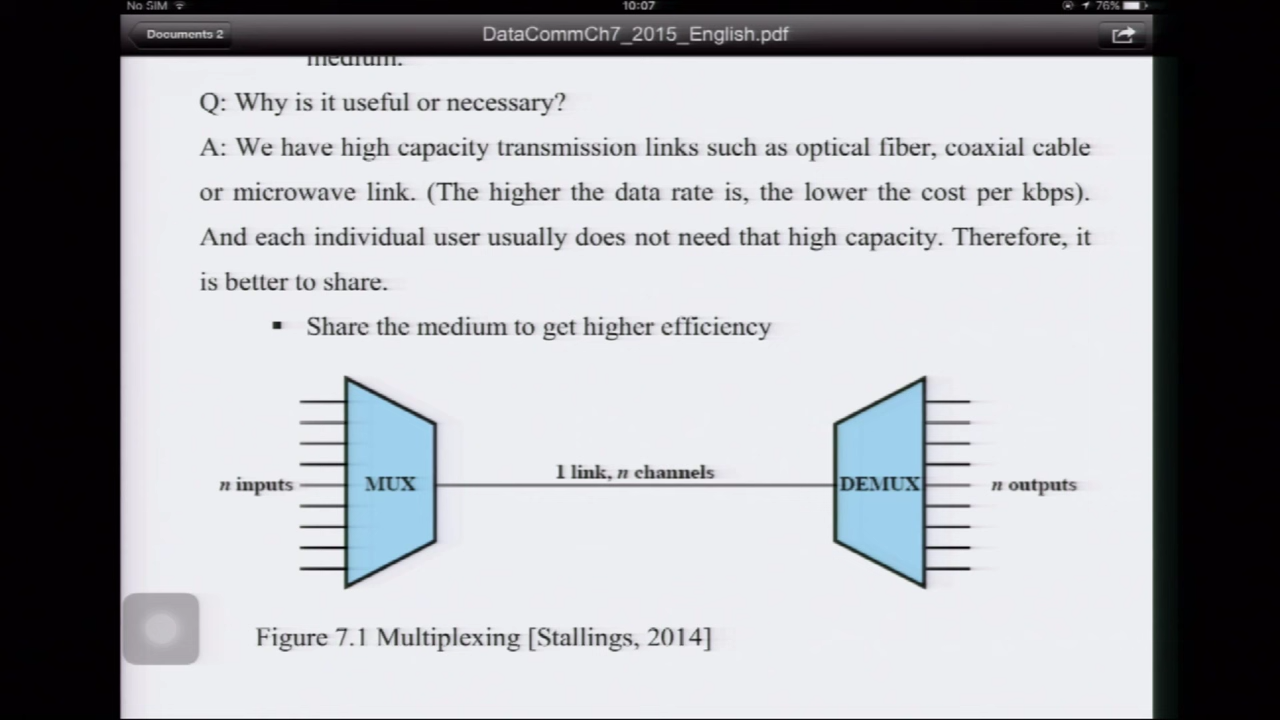 No SIM
10:07
76%
Documents 2
DataCommCh7_2015_English.pdf
medium.
Q: Why is it useful or necessary?
A: We have high capacity transmission links such as optical fiber, coaxial cable
or microwave link. (The higher the data rate is, the lower the cost per kbps).
And each individual user usually does not need that high capacity. Therefore, it
is better to share.
▪ Share the medium to get higher efficiency
n inputs
MUX
1 link, n channels
DEMUX
n outputs
Figure 7.1 Multiplexing [Stallings, 2014]